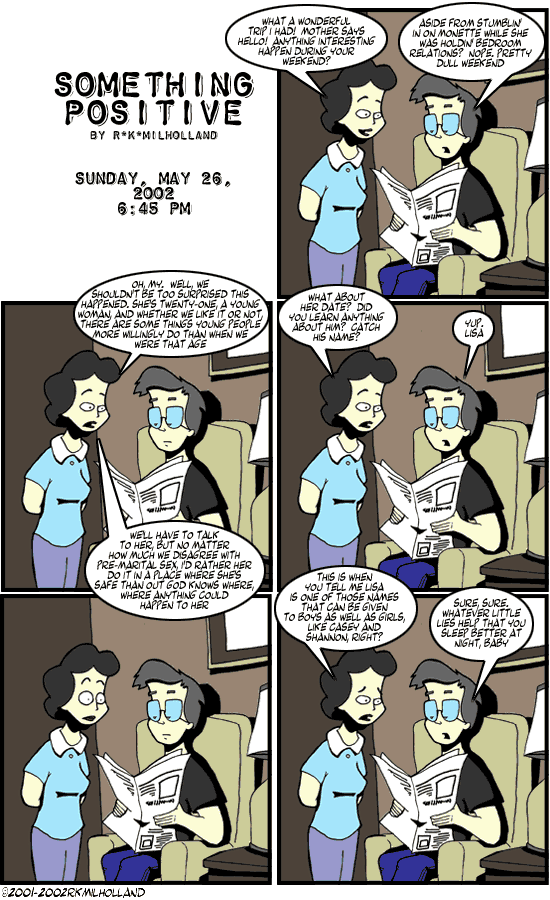 SOMETHING
POSITIVE
BY R*K*MILHOLLAND
SUNDAY, MAY 26,
2002
6:45 PM
WHAT A WONDERFUL
TRIP I HAD! MOTHER SAYS
HELLO! ANYTHING INTERESTING
HAPPEN DURING YOUR
WEEKEND?
ASIDE FROM STUMBLIN'
IN ON MONETTE WHILE SHE
WAS HOLDIN' BEDROOM
RELATIONS? NOPE. PRETTY
DULL WEEKEND
OH, MY. WELL, WE
SHOULDN'T BE TOO SURPRISED THIS
HAPPENED. SHE'S TWENTY-ONE, A YOUNG
WOMAN, AND WHETHER WE LIKE IT OR NOT,
THERE ARE SOME THINGS YOUNG PEOPLE
MORE WILLINGLY DO THAN WHEN WE
WERE THAT AGE
WE'LL HAVE TO TALK
TO HER, BUT NO MATTER
HOW MUCH WE DISAGREE WITH
PRE-MARITAL SEX, I'D RATHER HER
DO IT IN A PLACE WHERE SHE'S
SAFE THAN OUT GOD KNOWS WHERE,
WHERE ANYTHING COULD
HAPPEN TO HER
WHAT ABOUT
HER DATE? DID
YOU LEARN ANYTHING
ABOUT HIM? CATCH
HIS NAME?
YUP.
LISA
THIS IS WHEN
YOU TELL ME LISA
IS ONE OF THOSE NAMES
THAT CAN BE GIVEN
TO BOYS AS WELL AS GIRLS,
LIKE CASEY AND
SHANNON, RIGHT?
SURE, SURE.
WHATEVER LITTLE
LIES HELP THAT YOU
SLEEP BETTER AT
NIGHT, BABY
©2001-2002RKMILHOLLAND